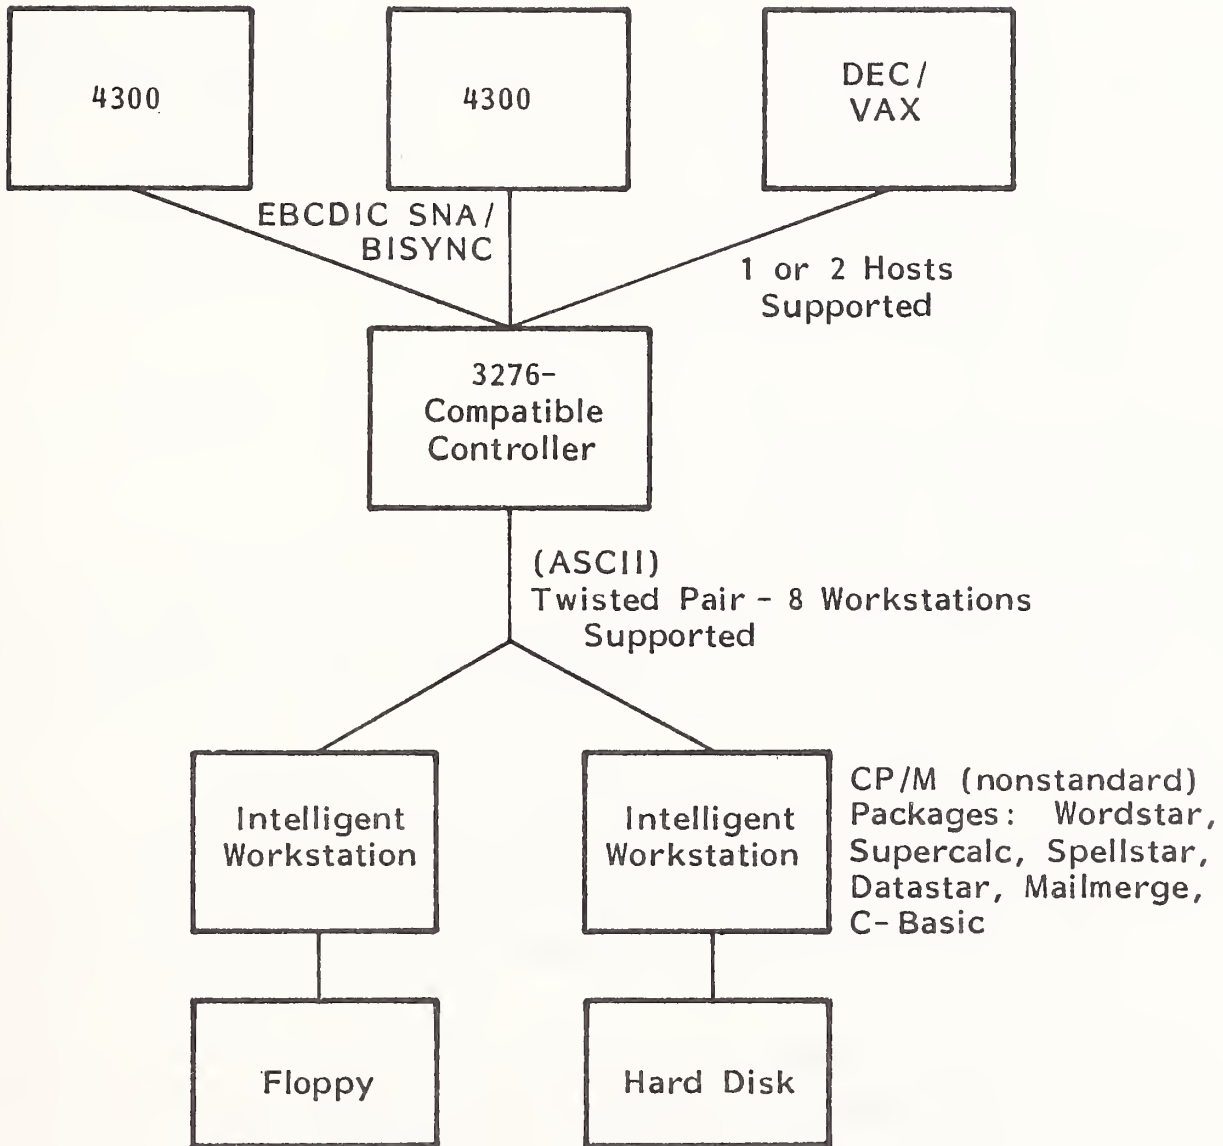 4300
4300
DEC/
VAX
EBCDIC SNA/
BISYNC
1 or 2 Hosts
Supported
3276-
Compatible
Controller
(ASCII)
Twisted Pair - 8 Workstations
Supported
Intelligent
Workstation
Intelligent
Workstation
CP/M (nonstandard)
Packages: Wordstar,
Supercalc, Spellstar,
Datastar, Mailmerge,
C-Basic
Floppy
Hard Disk